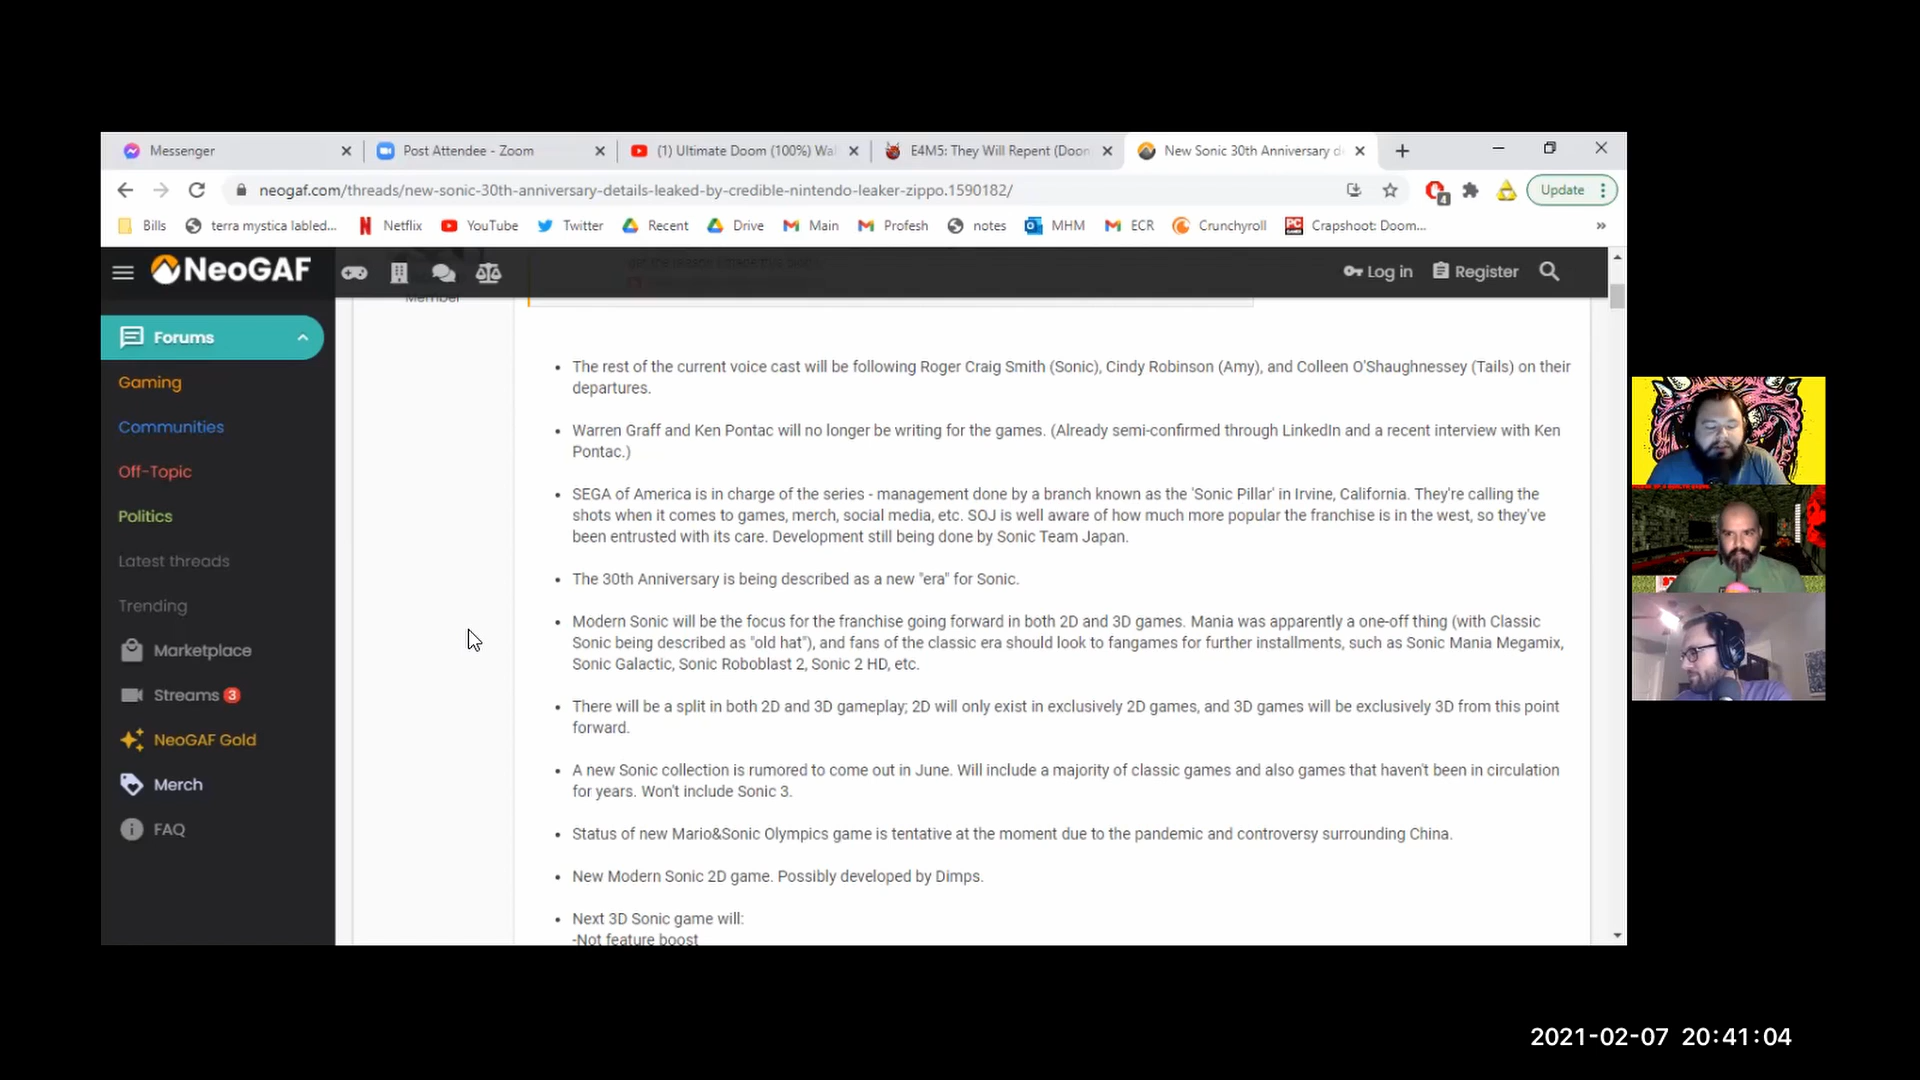 Messenger
Post Attendee - Zoom
(1) Ultimate Doom (100%) Wal
E4M5: They Will Repent (Doom
New Sonic 30th Anniversary d
neogaf.com/threads/new-sonic-30th-anniversary-details-leaked-by-credible-nintendo-leaker-zippo.1590182/
4
Update
Bills
terra mystica labled...
Netflix
YouTube
Twitter
Recent
Drive
Main
Profesh
notes
MHM
ECR
Crunchyroll
Crapshoot: Doom...
»
NeoGAF
Log in
Register
Member
Forums
Gaming
Communities
Off-Topic
Politics
Latest threads
Trending
Marketplace
Streams 3
NeoGAF Gold
Merch
FAQ
• The rest of the current voice cast will be following Roger Craig Smith (Sonic), Cindy Robinson (Amy), and Colleen O'Shaughnessey (Tails) on their
departures.
• Warren Graff and Ken Pontac will no longer be writing for the games. (Already semi-confirmed through LinkedIn and a recent interview with Ken
Pontac.)
• SEGA of America is in charge of the series - management done by a branch known as the 'Sonic Pillar' in Irvine, California. They're calling the
shots when it comes to games, merch, social media, etc. SOJ is well aware of how much more popular the franchise is in the west, so they've
been entrusted with its care. Development still being done by Sonic Team Japan.
• The 30th Anniversary is being described as a new "era" for Sonic.
• Modern Sonic will be the focus for the franchise going forward in both 2D and 3D games. Mania was apparently a one-off thing (with Classic
Sonic being described as "old hat"), and fans of the classic era should look to fangames for further installments, such as Sonic Mania Megamix,
Sonic Galactic, Sonic Roboblast 2, Sonic 2 HD, etc.
• There will be a split in both 2D and 3D gameplay; 2D will only exist in exclusively 2D games, and 3D games will be exclusively 3D from this point
forward.
• A new Sonic collection is rumored to come out in June. Will include a majority of classic games and also games that haven't been in circulation
for years. Won't include Sonic 3.
• Status of new Mario&Sonic Olympics game is tentative at the moment due to the pandemic and controversy surrounding China.
• New Modern Sonic 2D game. Possibly developed by Dimps.
• Next 3D Sonic game will:
-Not feature boost
2021-02-07 20:41:04